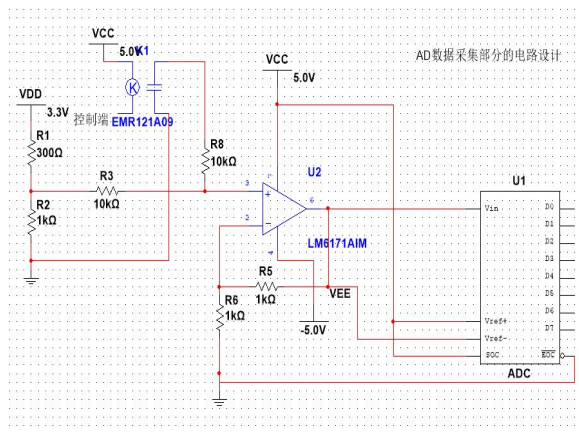 VCC
5.0V
K1
AD数据采集部分的电路设计
VCC
5.0V
K
VDD
3.3V
控制端
EMR121A09
R1
300Ω
R8
10kΩ
U2
R3
10kΩ
U1
R2
1kΩ
3
7
6
2
4
LM6171AIM
R5
1kΩ
VEE
-5.0V
R6
1kΩ
Vin
D0
D1
D2
D3
D4
D5
D6
D7
Vref+
Vref-
SOC
EOC
ADC